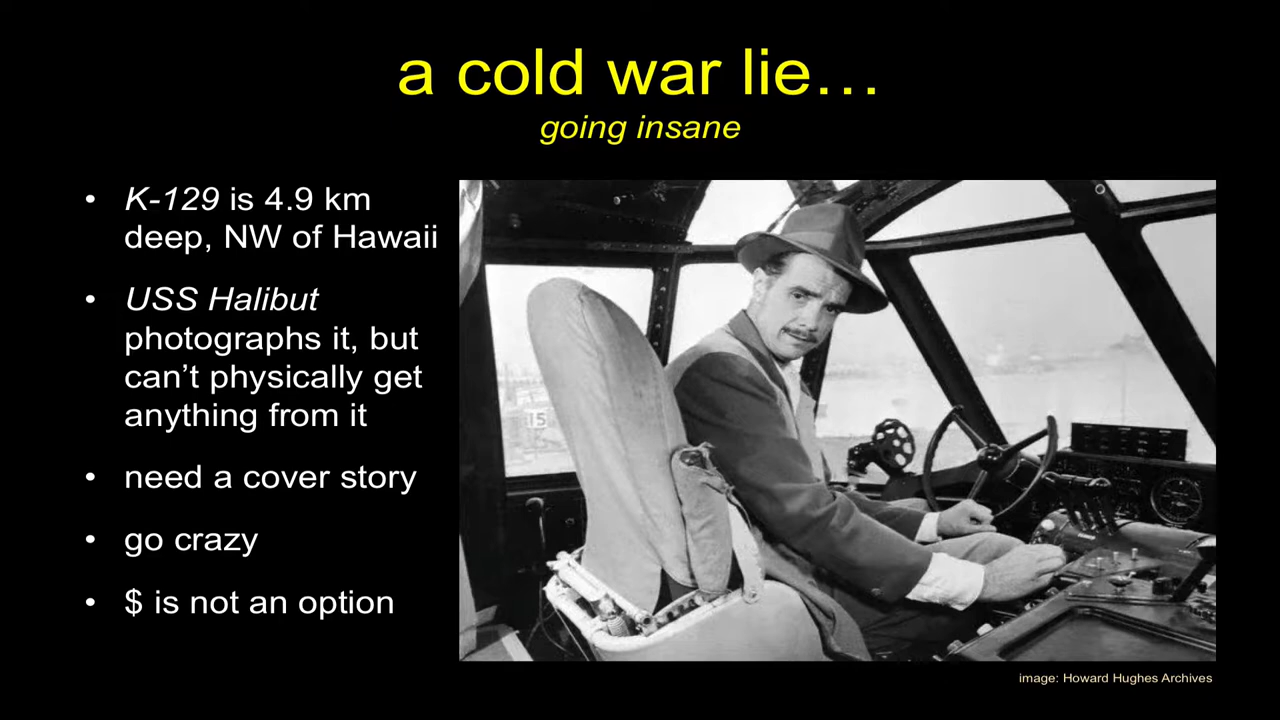 a cold war lie…
going insane
• K-129 is 4.9 km
deep, NW of Hawaii
• USS Halibut
photographs it, but
can’t physically get
anything from it
• need a cover story
• go crazy
• $ is not an option
15
image: Howard Hughes Archives